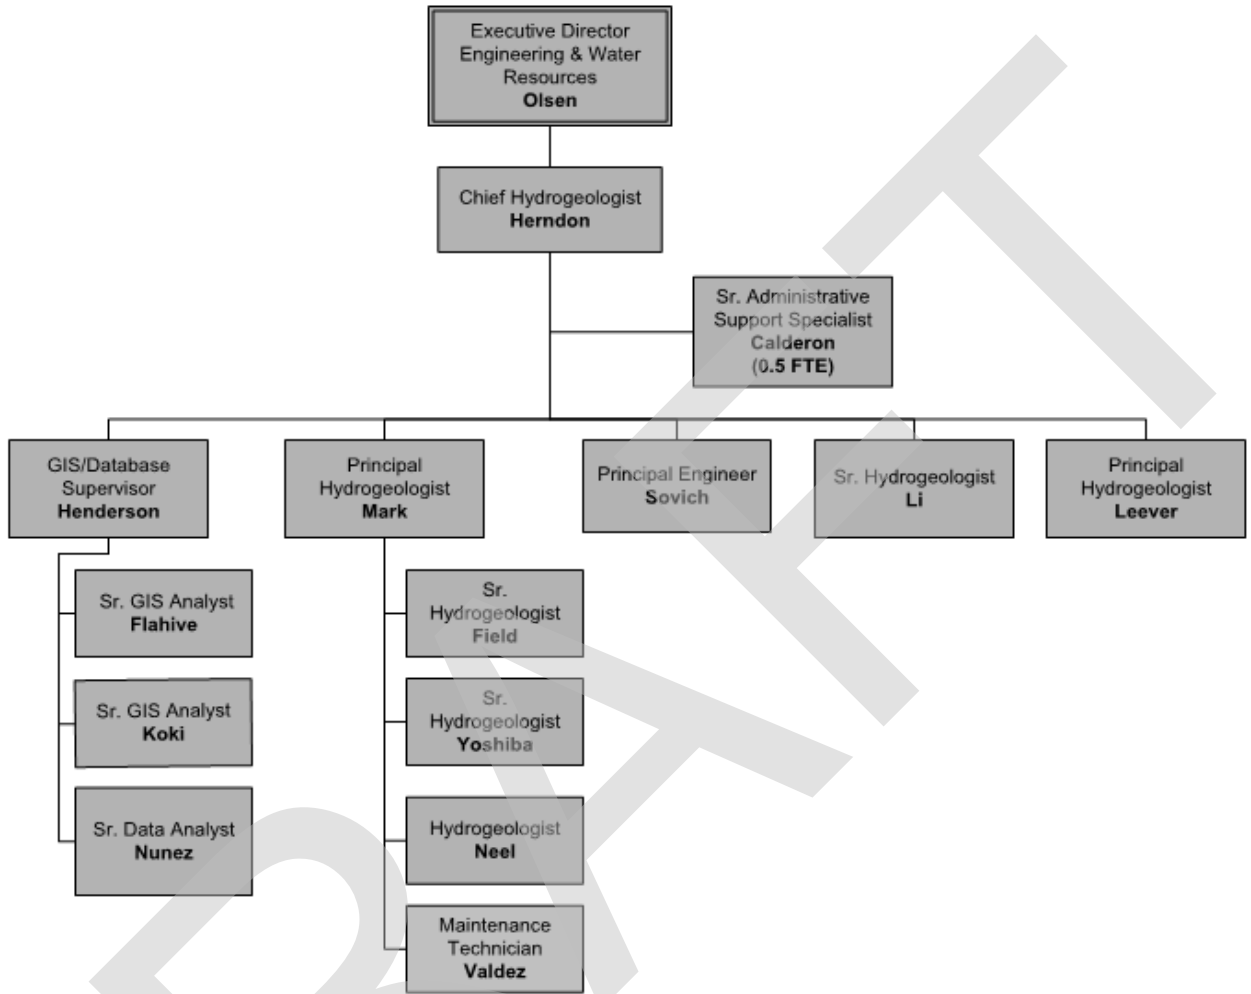 Executive Director
Engineering & Water
Resources
Olsen
Chief Hydrogeologist
Herndon
Sr. Administrative
Support Specialist
Calderon
(0.5 FTE)
GIS/Database
Supervisor
Henderson
Principal
Hydrogeologist
Mark
Principal Engineer
Sovich
Sr. Hydrogeologist
Li
Principal
Hydrogeologist
Leever
Sr. GIS Analyst
Flahive
Sr. GIS Analyst
Koki
Sr. Data Analyst
Nunez
Sr.
Hydrogeologist
Field
Sr.
Hydrogeologist
Yoshiba
Hydrogeologist
Neel
Maintenance
Technician
Valdez
RAFT